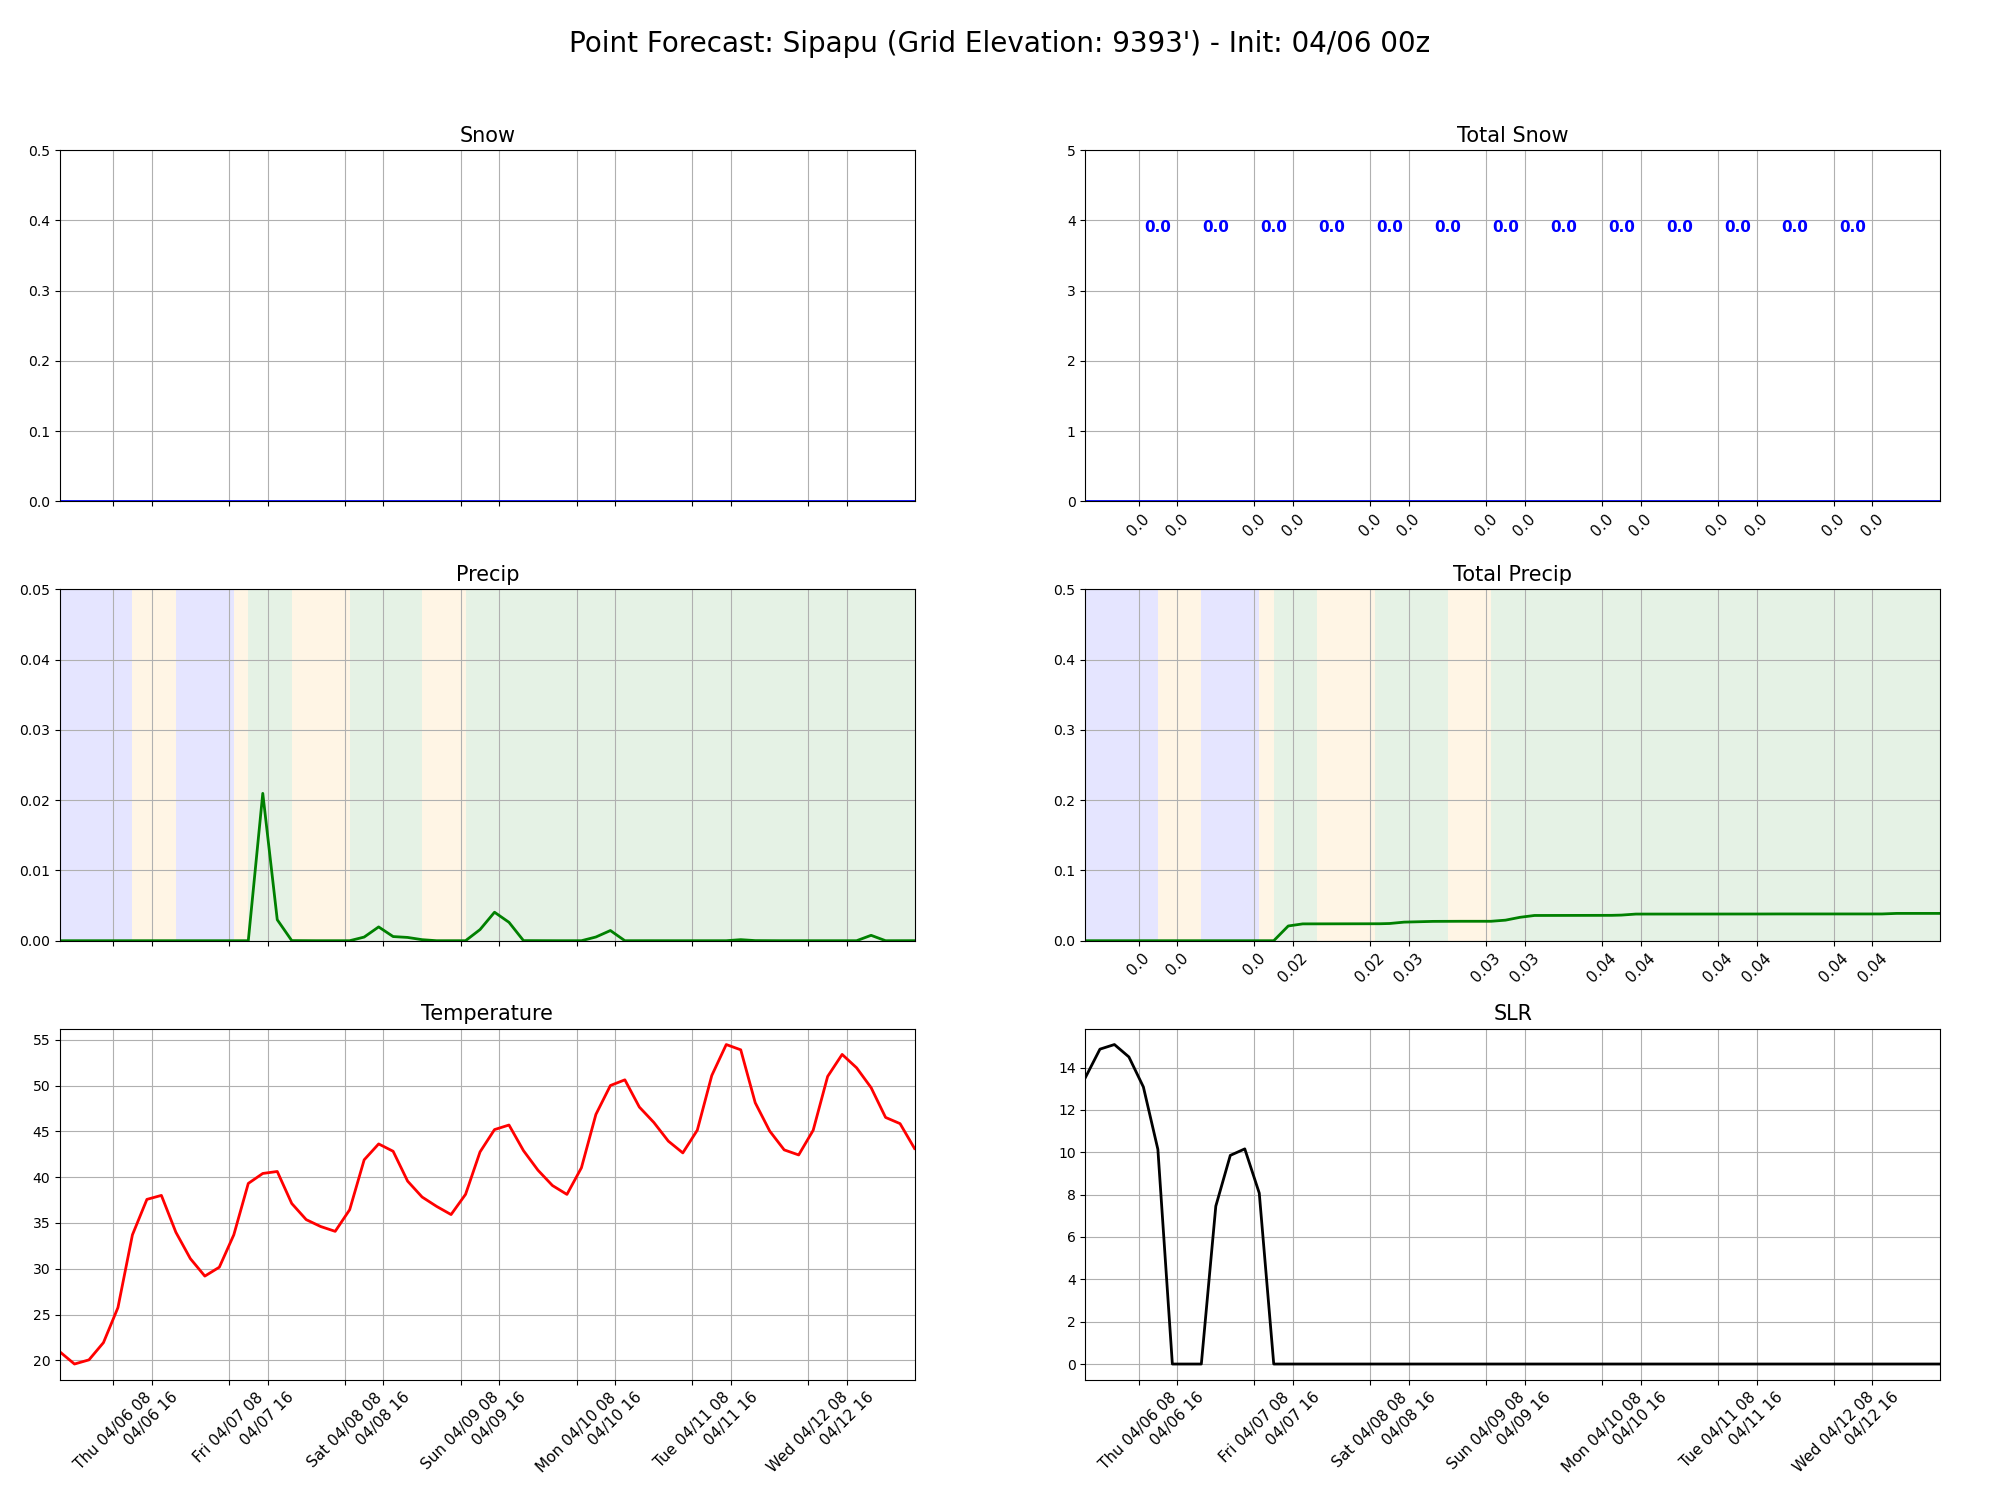 Point Forecast: Sipapu (Grid Elevation: 9393') - Init: 04/06 00z
Snow
0.5
0.4
0.3
0.2
0.1
0.0
Total Snow
5
4
3
2
1
0
0.0 0.0 0.0 0.0 0.0 0.0 0.0 0.0 0.0 0.0 0.0 0.0 0.0
0.0 0.0 0.0 0.0 0.0 0.0 0.0 0.0 0.0 0.0 0.0 0.0 0.0 0.0
Precip
0.05
0.04
0.03
0.02
0.01
0.00
Total Precip
0.5
0.4
0.3
0.2
0.1
0.0
0.0 0.0 0.0 0.02 0.02 0.03 0.03 0.03 0.04 0.04 0.04 0.04 0.04 0.04
Temperature
55
50
45
40
35
30
25
20
Thu 04/06 08
04/06 16
Fri 04/07 08
04/07 16
Sat 04/08 08
04/08 16
Sun 04/09 08
04/09 16
Mon 04/10 08
04/10 16
Tue 04/11 08
04/11 16
Wed 04/12 08
04/12 16
SLR
14
12
10
8
6
4
2
0
Thu 04/06 08
04/06 16
Fri 04/07 08
04/07 16
Sat 04/08 08
04/08 16
Sun 04/09 08
04/09 16
Mon 04/10 08
04/10 16
Tue 04/11 08
04/11 16
Wed 04/12 08
04/12 16